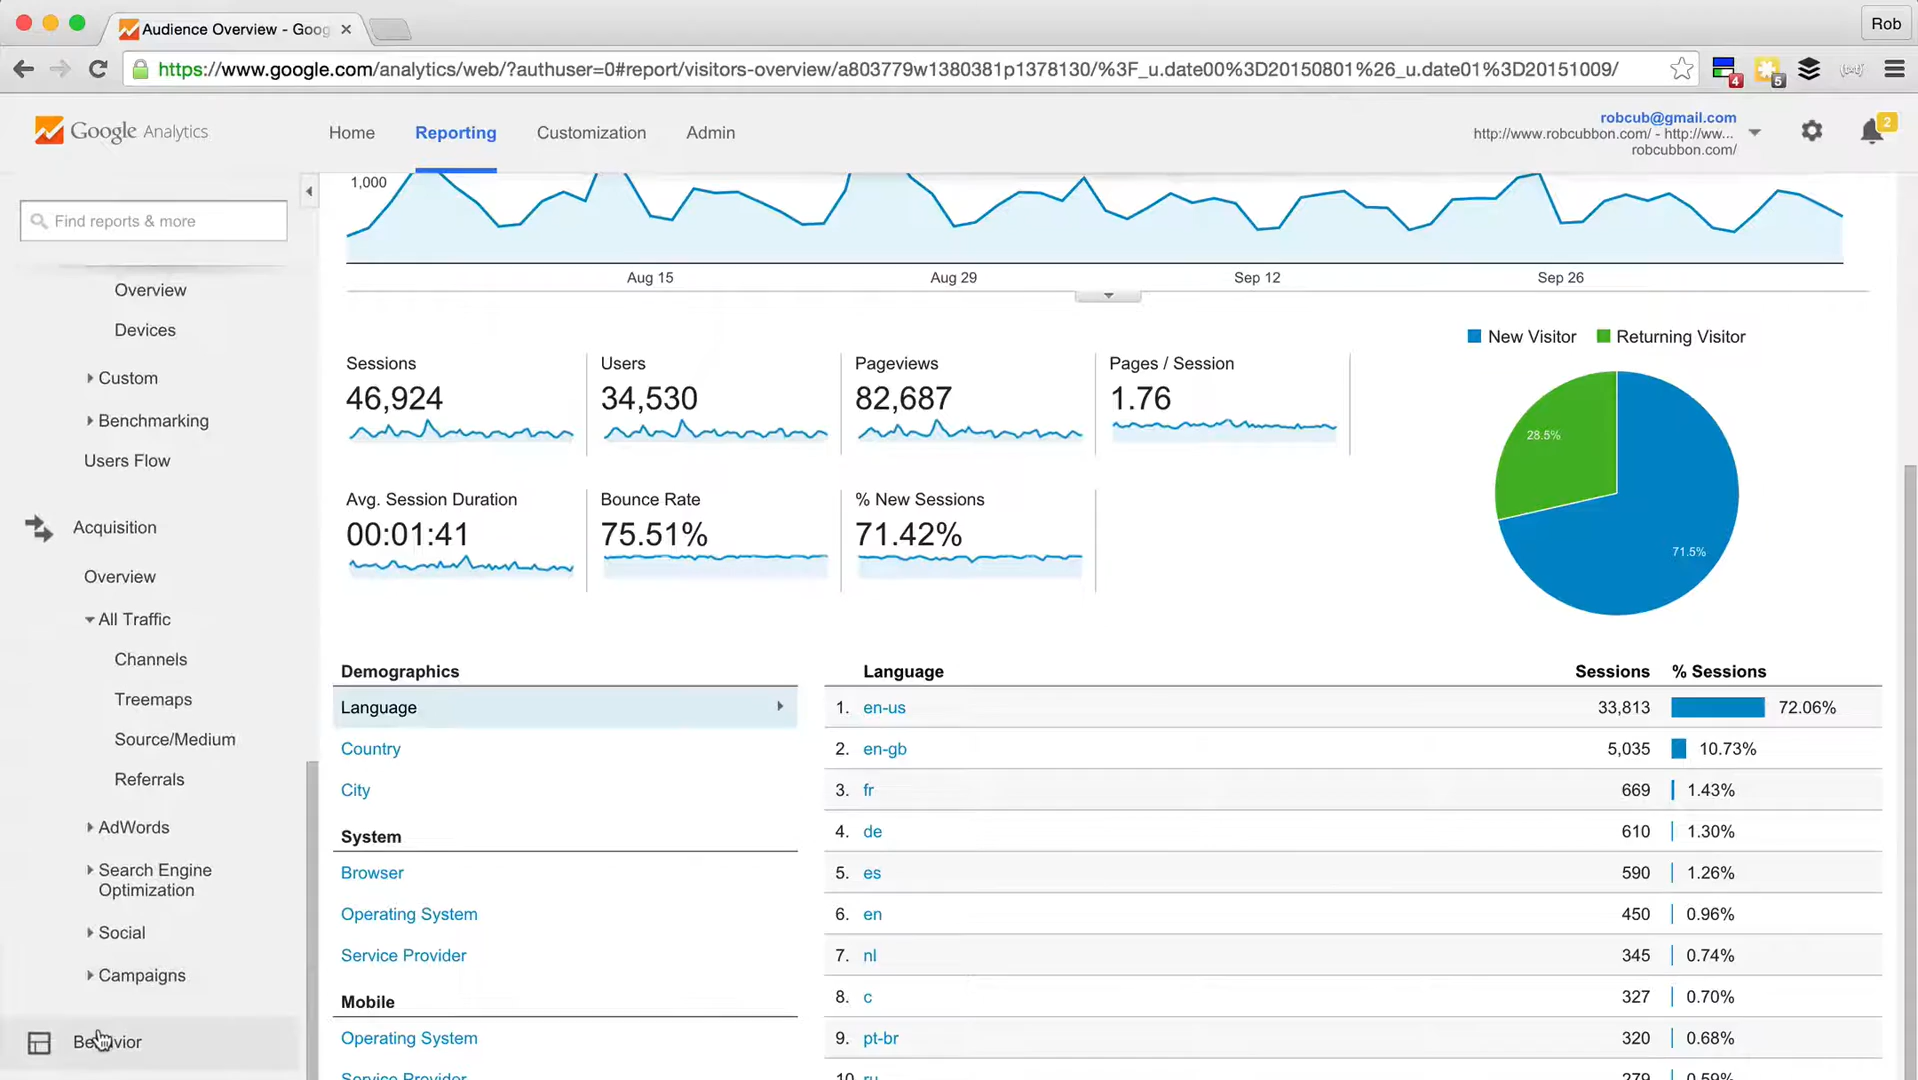 Audience Overview - Goog
Rob
https://www.google.com/analytics/web/?authuser=0#report/visitors-overview/a803779w1380381p1378130/%3F_u.date00%3D20150801%26_u.date01%3D20151009/
4
5
Google Analytics
Home
Reporting
Customization
Admin
robcub@gmail.com
http://www.robcubbon.com/ - http://ww...
robcubbon.com/
2
Find reports & more
Overview
Devices
Custom
Benchmarking
Users Flow
Acquisition
Overview
All Traffic
Channels
Treemaps
Source/Medium
Referrals
AdWords
Search Engine
Optimization
Social
Campaigns
Behavior
1,000
Aug 15
Aug 29
Sep 12
Sep 26
New Visitor
Returning Visitor
Sessions
46,924
Users
34,530
Pageviews
82,687
Pages / Session
1.76
Avg. Session Duration
00:01:41
Bounce Rate
75.51%
% New Sessions
71.42%
28.5%
71.5%
Demographics
Language
Country
City
System
Browser
Operating System
Service Provider
Mobile
Operating System
Service Provider
Language Sessions % Sessions
1. en-us 33,813 72.06%
2. en-gb 5,035 10.73%
3. fr 669 1.43%
4. de 610 1.30%
5. es 590 1.26%
6. en 450 0.96%
7. nl 345 0.74%
8. c 327 0.70%
9. pt-br 320 0.68%
10. ru 279 0.59%